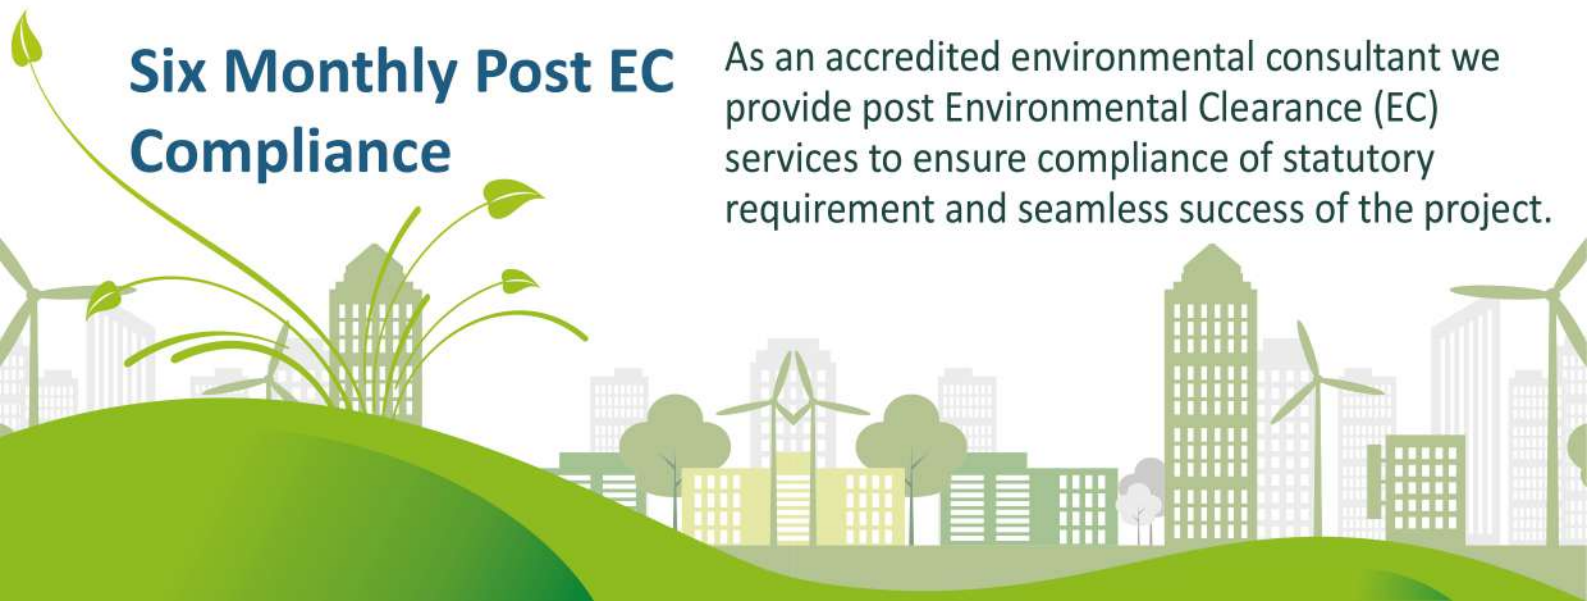 Six Monthly Post EC
Compliance
As an accredited environmental consultant we
provide post Environmental Clearance (EC)
services to ensure compliance of statutory
requirement and seamless success of the project.